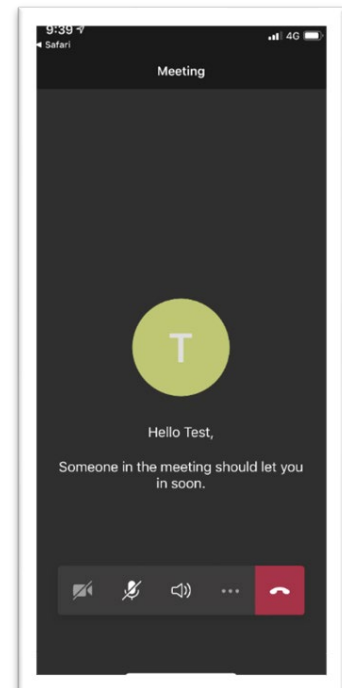 9:39
4G
Safari
Meeting
T
Hello Test,
Someone in the meeting should let you
in soon.